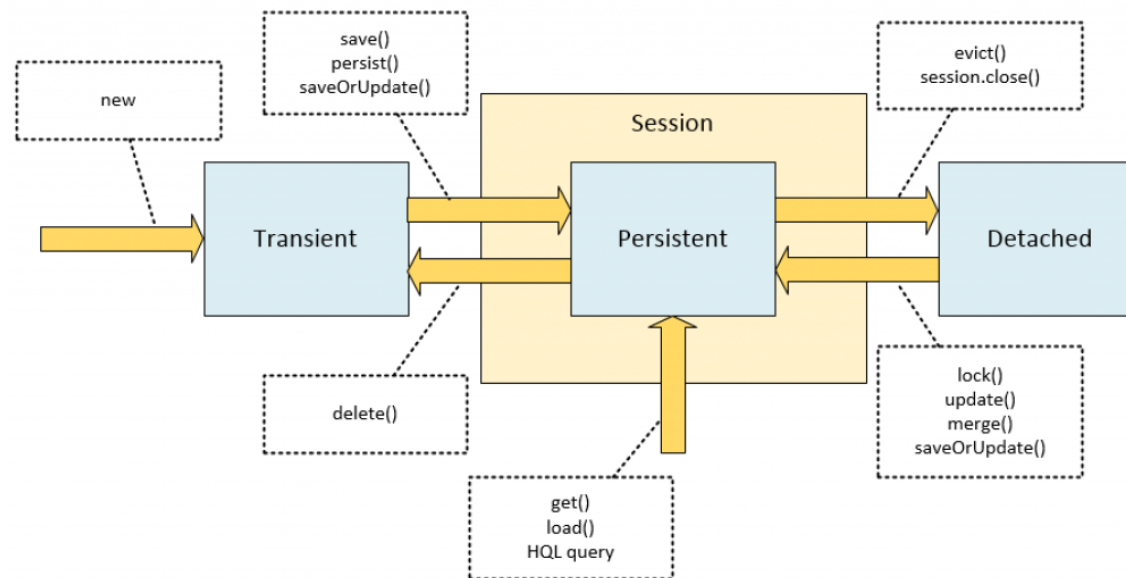 new
save()
persist()
saveOrUpdate()
evict()
session.close()
Session
Transient
Persistent
Detached
delete()
get()
load()
HQL query
lock()
update()
merge()
saveOrUpdate()